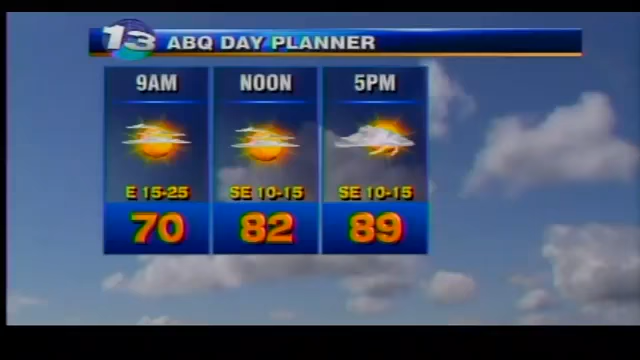 13 ABQ DAY PLANNER
9AM NOON 5PM
E 15-25 SE 10-15 SE 10-15
70 82 89